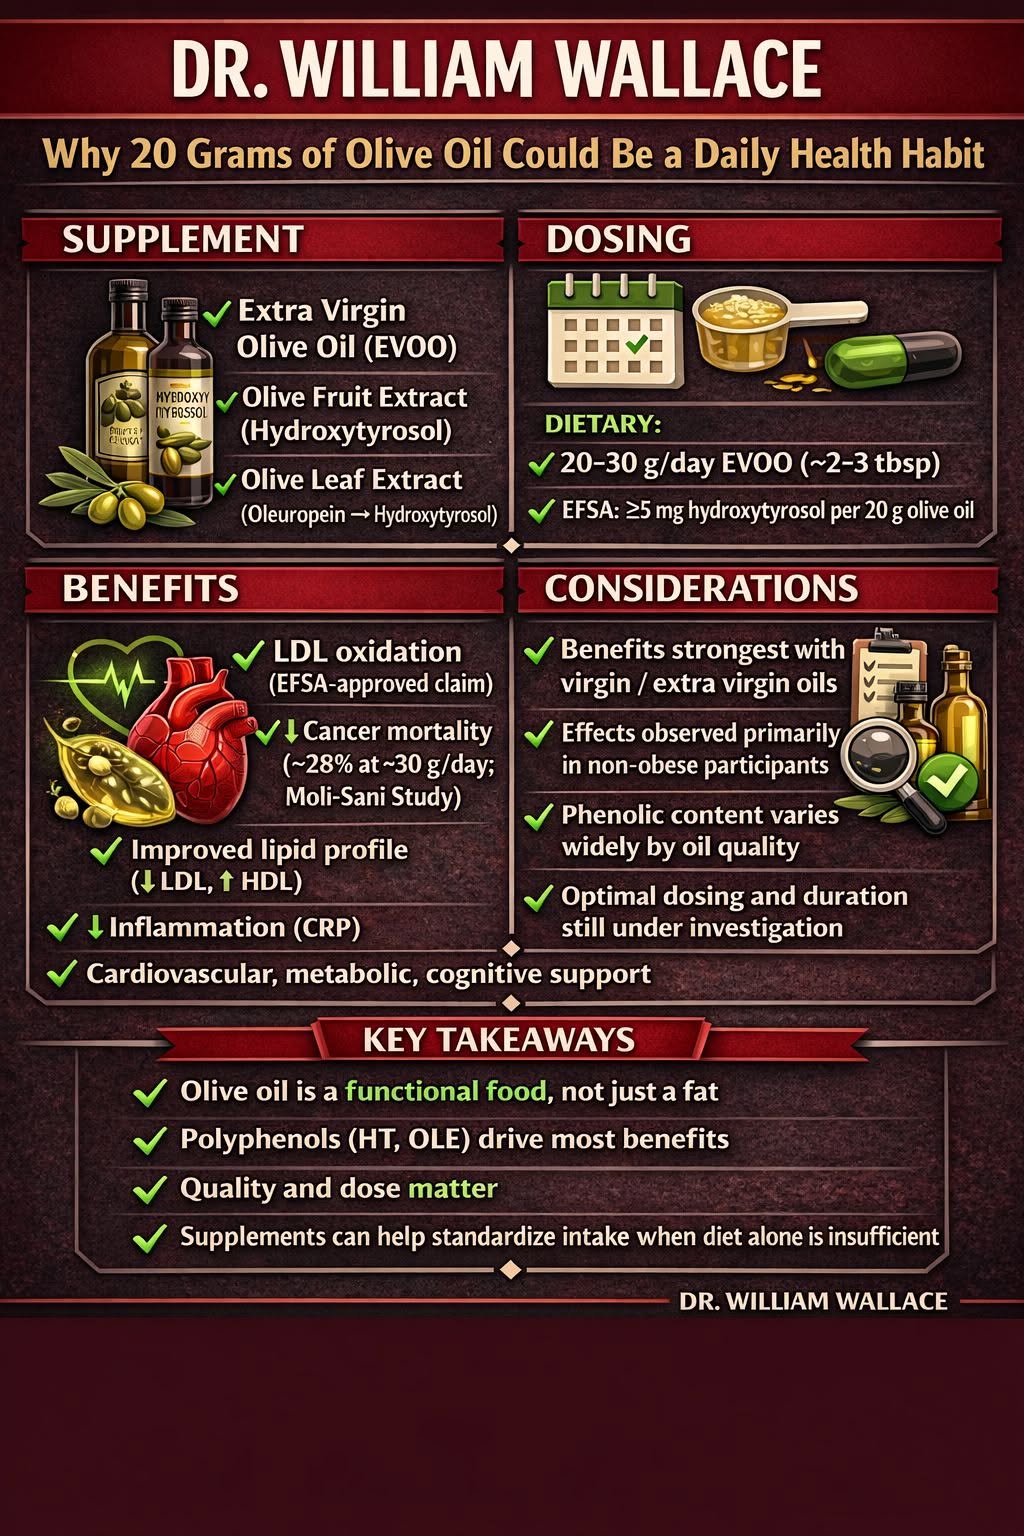 DR. WILLIAM WALLACE
Why 20 Grams of Olive Oil Could Be a Daily Health Habit
SUPPLEMENT
Extra Virgin
Olive Oil (EVOO)
Olive Fruit Extract
(Hydroxytyrosol)
Olive Leaf Extract
(Oleuropein → Hydroxytyrosol)
DOSING
DIETARY:
20–30 g/day EVOO (~2–3 tbsp)
EFSA: ≥5 mg hydroxytyrosol per 20 g olive oil
BENEFITS
LDL oxidation
(EFSA-approved claim)
↓ Cancer mortality
(~28% at ~30 g/day;
Moli-Sani Study)
Improved lipid profile
(↓ LDL, ↑ HDL)
↓ Inflammation (CRP)
Cardiovascular, metabolic, cognitive support
CONSIDERATIONS
Benefits strongest with
virgin / extra virgin oils
Effects observed primarily
in non-obese participants
Phenolic content varies
widely by oil quality
Optimal dosing and duration
still under investigation
KEY TAKEAWAYS
Olive oil is a functional food, not just a fat
Polyphenols (HT, OLE) drive most benefits
Quality and dose matter
Supplements can help standardize intake when diet alone is insufficient
DR. WILLIAM WALLACE